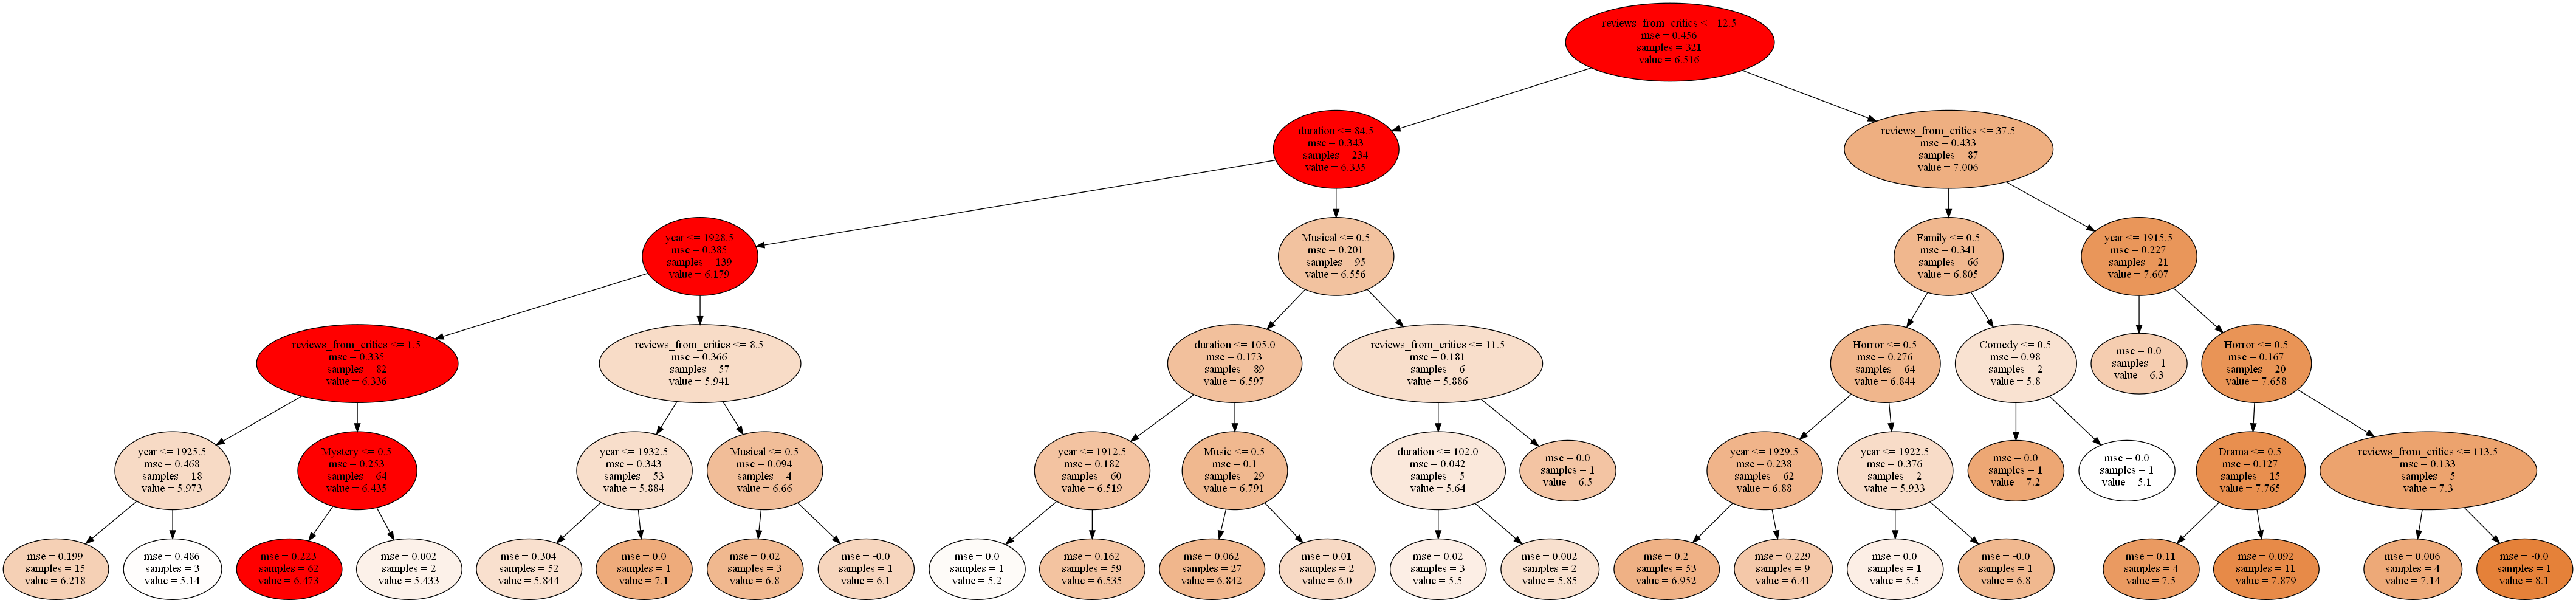 reviews_from_critics <= 12.5
mse = 0.456
samples = 321
value = 6.516
duration <= 84.5
mse = 0.343
samples = 234
value = 6.335
reviews_from_critics <= 37.5
mse = 0.433
samples = 87
value = 7.006
year <= 1928.5
mse = 0.385
samples = 139
value = 6.179
Musical <= 0.5
mse = 0.201
samples = 95
value = 6.556
Family <= 0.5
mse = 0.341
samples = 66
value = 6.805
year <= 1915.5
mse = 0.227
samples = 21
value = 7.607
reviews_from_critics <= 1.5
mse = 0.335
samples = 82
value = 6.336
reviews_from_critics <= 8.5
mse = 0.366
samples = 57
value = 5.941
duration <= 105.0
mse = 0.173
samples = 89
value = 6.597
reviews_from_critics <= 11.5
mse = 0.181
samples = 6
value = 5.886
Horror <= 0.5
mse = 0.276
samples = 64
value = 6.844
Comedy <= 0.5
mse = 0.98
samples = 2
value = 5.8
mse = 0.0
samples = 1
value = 6.3
Horror <= 0.5
mse = 0.167
samples = 20
value = 7.658
year <= 1925.5
mse = 0.468
samples = 18
value = 5.973
Mystery <= 0.5
mse = 0.253
samples = 64
value = 6.435
year <= 1932.5
mse = 0.343
samples = 53
value = 5.884
Musical <= 0.5
mse = 0.094
samples = 4
value = 6.66
year <= 1912.5
mse = 0.182
samples = 60
value = 6.519
Music <= 0.5
mse = 0.1
samples = 29
value = 6.791
duration <= 102.0
mse = 0.042
samples = 5
value = 5.64
mse = 0.0
samples = 1
value = 6.5
year <= 1929.5
mse = 0.238
samples = 62
value = 6.88
year <= 1922.5
mse = 0.376
samples = 2
value = 5.933
mse = 0.0
samples = 1
value = 7.2
mse = 0.0
samples = 1
value = 5.1
Drama <= 0.5
mse = 0.127
samples = 15
value = 7.765
reviews_from_critics <= 113.5
mse = 0.133
samples = 5
value = 7.3
mse = 0.199
samples = 15
value = 6.218
mse = 0.486
samples = 3
value = 5.14
mse = 0.223
samples = 62
value = 6.473
mse = 0.002
samples = 2
value = 5.433
mse = 0.304
samples = 52
value = 5.844
mse = 0.0
samples = 1
value = 7.1
mse = 0.02
samples = 3
value = 6.8
mse = -0.0
samples = 1
value = 6.1
mse = 0.0
samples = 1
value = 5.2
mse = 0.162
samples = 59
value = 6.535
mse = 0.062
samples = 27
value = 6.842
mse = 0.01
samples = 2
value = 6.0
mse = 0.02
samples = 3
value = 5.5
mse = 0.002
samples = 2
value = 5.85
mse = 0.2
samples = 53
value = 6.952
mse = 0.229
samples = 9
value = 6.41
mse = 0.0
samples = 1
value = 5.5
mse = -0.0
samples = 1
value = 6.8
mse = 0.11
samples = 4
value = 7.5
mse = 0.092
samples = 11
value = 7.879
mse = 0.006
samples = 4
value = 7.14
mse = -0.0
samples = 1
value = 8.1